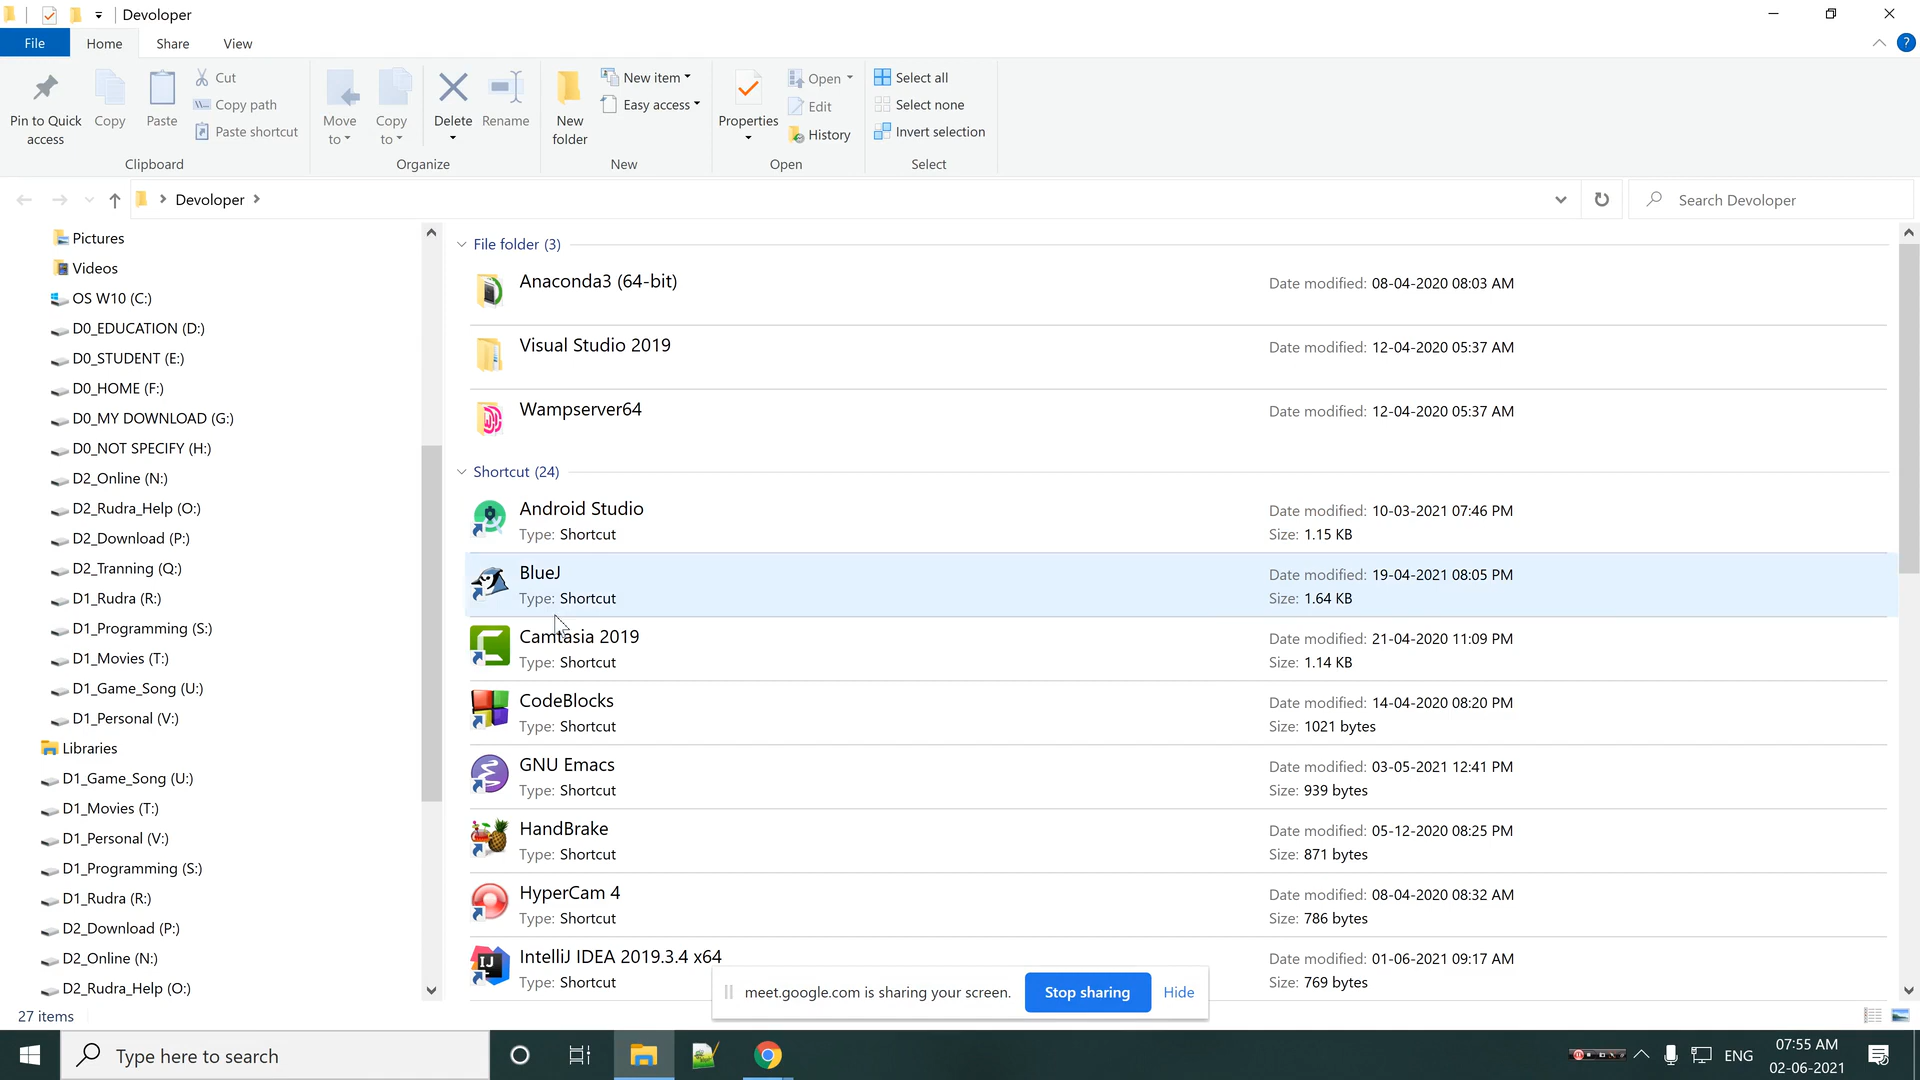 Devoloper
File
Home
Share
View
Pin to Quick
access
Copy
Paste
Cut
Copy path
Paste shortcut
Clipboard
Move
to
Copy
to
Delete
Rename
Organize
New
folder
New item
Easy access
New
Properties
Open
Edit
History
Open
Select all
Select none
Invert selection
Select
Devoloper
Search Devoloper
Pictures
Videos
OS W10 (C:)
D0_EDUCATION (D:)
D0_STUDENT (E:)
D0_HOME (F:)
D0_MY DOWNLOAD (G:)
D0_NOT SPECIFY (H:)
D2_Online (N:)
D2_Rudra_Help (O:)
D2_Download (P:)
D2_Tranning (Q:)
D1_Rudra (R:)
D1_Programming (S:)
D1_Movies (T:)
D1_Game_Song (U:)
D1_Personal (V:)
Libraries
D1_Game_Song (U:)
D1_Movies (T:)
D1_Personal (V:)
D1_Programming (S:)
D1_Rudra (R:)
D2_Download (P:)
D2_Online (N:)
D2_Rudra_Help (O:)
File folder (3)
Anaconda3 (64-bit)
Date modified: 08-04-2020 08:03 AM
Visual Studio 2019
Date modified: 12-04-2020 05:37 AM
Wampserver64
Date modified: 12-04-2020 05:37 AM
Shortcut (24)
Android Studio
Type: Shortcut
Date modified: 10-03-2021 07:46 PM
Size: 1.15 KB
BlueJ
Type: Shortcut
Date modified: 19-04-2021 08:05 PM
Size: 1.64 KB
Camtasia 2019
Type: Shortcut
Date modified: 21-04-2020 11:09 PM
Size: 1.14 KB
CodeBlocks
Type: Shortcut
Date modified: 14-04-2020 08:20 PM
Size: 1021 bytes
GNU Emacs
Type: Shortcut
Date modified: 03-05-2021 12:41 PM
Size: 939 bytes
HandBrake
Type: Shortcut
Date modified: 05-12-2020 08:25 PM
Size: 871 bytes
HyperCam 4
Type: Shortcut
Date modified: 08-04-2020 08:32 AM
Size: 786 bytes
IntelliJ IDEA 2019.3.4 x64
Type: Shortcut
Date modified: 01-06-2021 09:17 AM
Size: 769 bytes
meet.google.com is sharing your screen.
Stop sharing
Hide
27 items
Type here to search
ENG
07:55 AM
02-06-2021